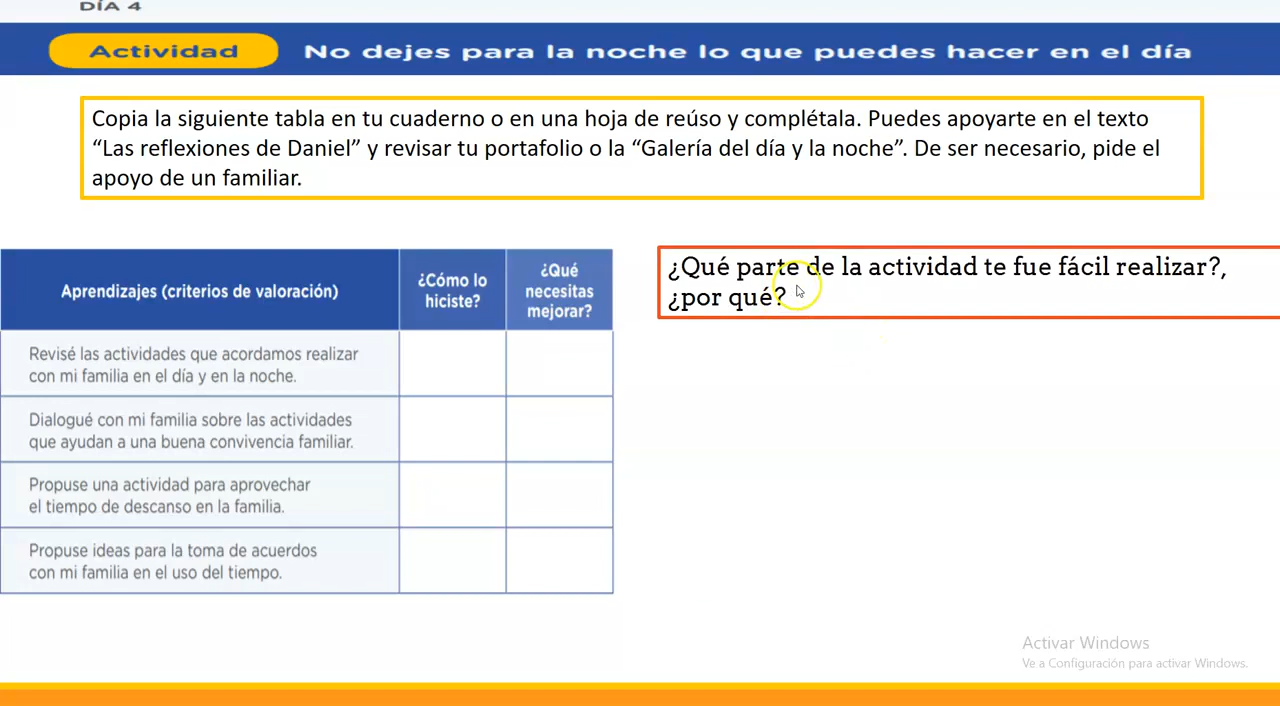 DÍA 4
Actividad
No dejes para la noche lo que puedes hacer en el día
Copia la siguiente tabla en tu cuaderno o en una hoja de reúso y complétala. Puedes apoyarte en el texto
“Las reflexiones de Daniel” y revisar tu portafolio o la “Galería del día y la noche”. De ser necesario, pide el
apoyo de un familiar.
Aprendizajes (criterios de valoración)
¿Cómo lo
hiciste?
¿Qué
necesitas
mejorar?
Revisé las actividades que acordamos realizar
con mi familia en el día y en la noche.
Dialogué con mi familia sobre las actividades
que ayudan a una buena convivencia familiar.
Propuse una actividad para aprovechar
el tiempo de descanso en la familia.
Propuse ideas para la toma de acuerdos
con mi familia en el uso del tiempo.
¿Qué parte de la actividad te fue fácil realizar?,
¿por qué?
Activar Windows
Ve a Configuración para activar Windows.